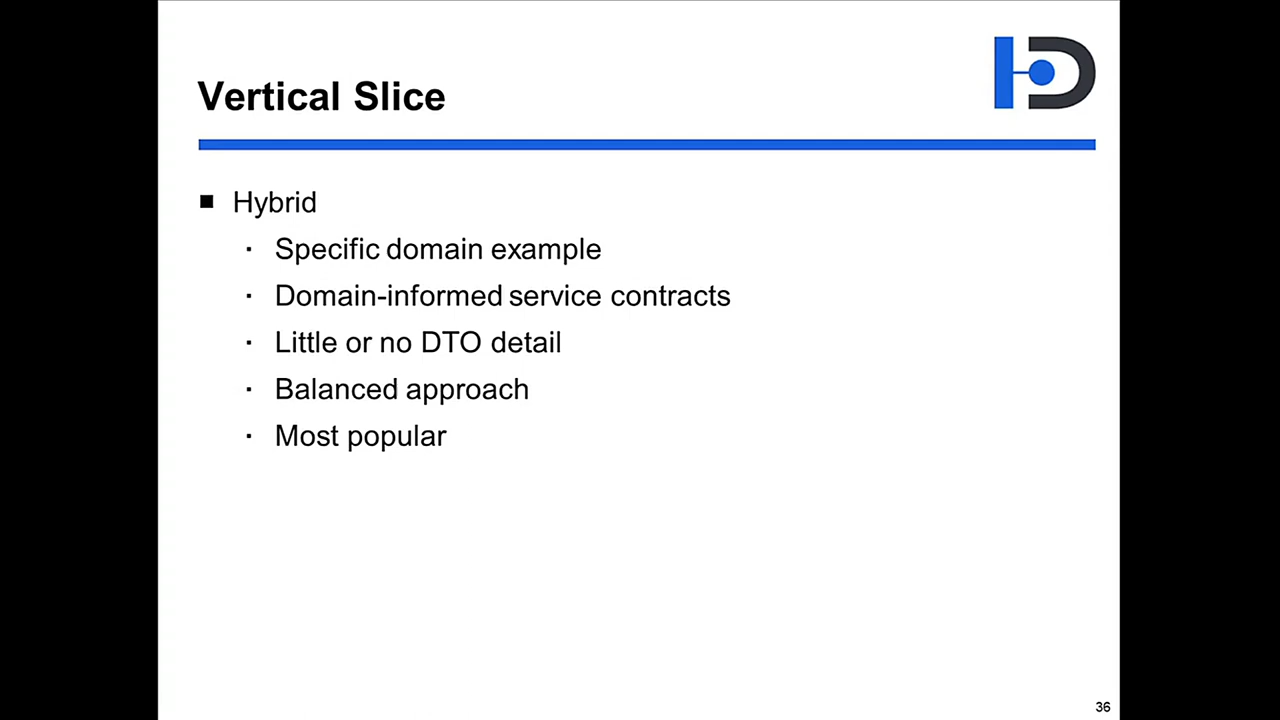 Vertical Slice
Hybrid
Specific domain example
Domain-informed service contracts
Little or no DTO detail
Balanced approach
Most popular
36